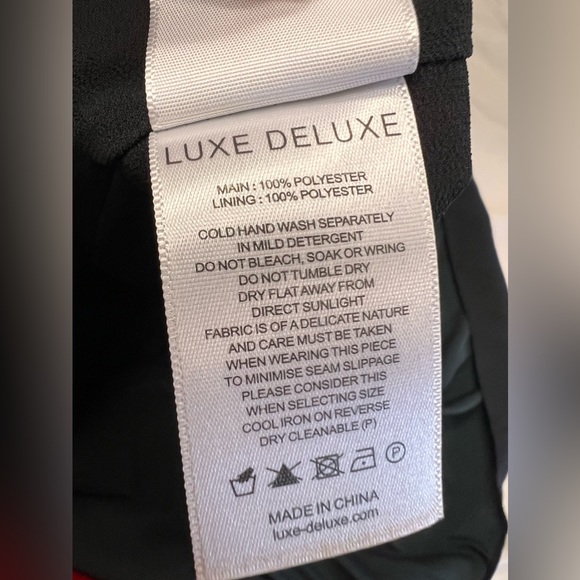 LUXE DELUXE
MAIN : 100% POLYESTER
LINING : 100% POLYESTER
COLD HAND WASH SEPARATELY
IN MILD DETERGENT
DO NOT BLEACH, SOAK OR WRING
DO NOT TUMBLE DRY
DRY FLAT AWAY FROM
DIRECT SUNLIGHT
FABRIC IS OF A DELICATE NATURE
AND CARE MUST BE TAKEN
WHEN WEARING THIS PIECE
TO MINIMISE SEAM SLIPPAGE
PLEASE CONSIDER THIS
WHEN SELECTING SIZE
COOL IRON ON REVERSE
DRY CLEANABLE (P)
P
MADE IN CHINA
luxe-deluxe.com